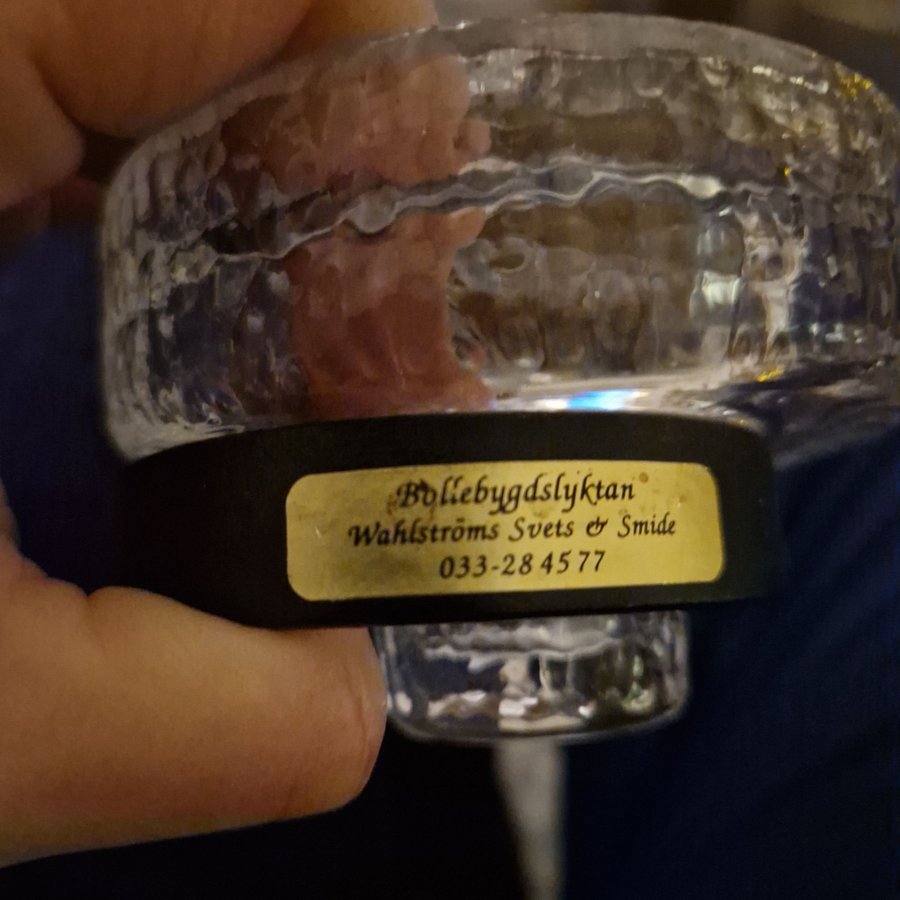 Bollebygdslyktan
Wahlströms Svets & Smide
033-28 45 77